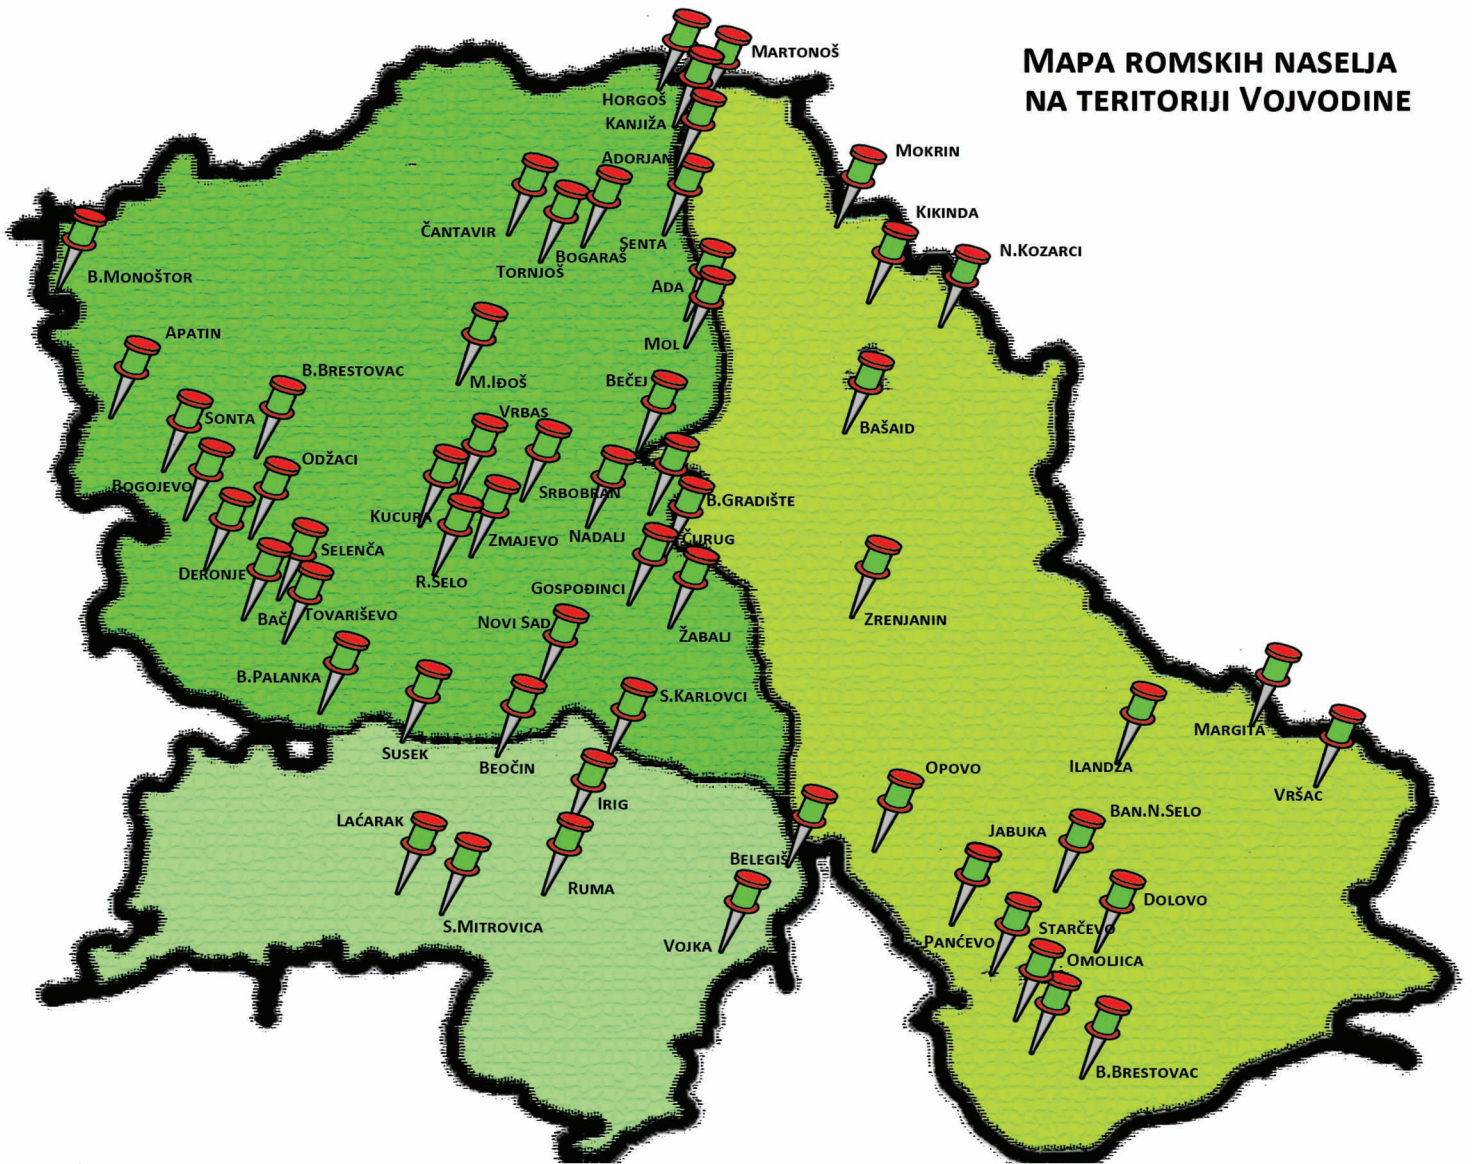 Mapa romskih naselja
na teritoriji Vojvodine
Martonoš
Horgoš
Kanjiža
Adorjan
Mokrin
Kikinda
Čantavir
Senta
Bogaraš
Tornjoš
N.Kozarci
B.Monoštor
Ada
Apatin
Mol
B.Brestovac
M.Iđoš
Bečej
Sonta
Vrbas
Bašaid
Odžaci
Bogojevo
Srbobran
B.Gradište
Kucura
Zmajevo
Nadalj
Čurug
Selenča
Deronje
R.Selo
Gospođinci
Bač
Tovariševo
Novi Sad
Žabalj
Zrenjanin
B.Palanka
S.Karlovci
Margita
Susek
Beočin
Ilandža
Opovo
Vršac
Irig
Laćarak
Ban.N.Selo
Jabuka
Belegiš
Ruma
Dolovo
S.Mitrovica
Starčevo
Vojka
Panćevo
Omoljica
B.Brestovac